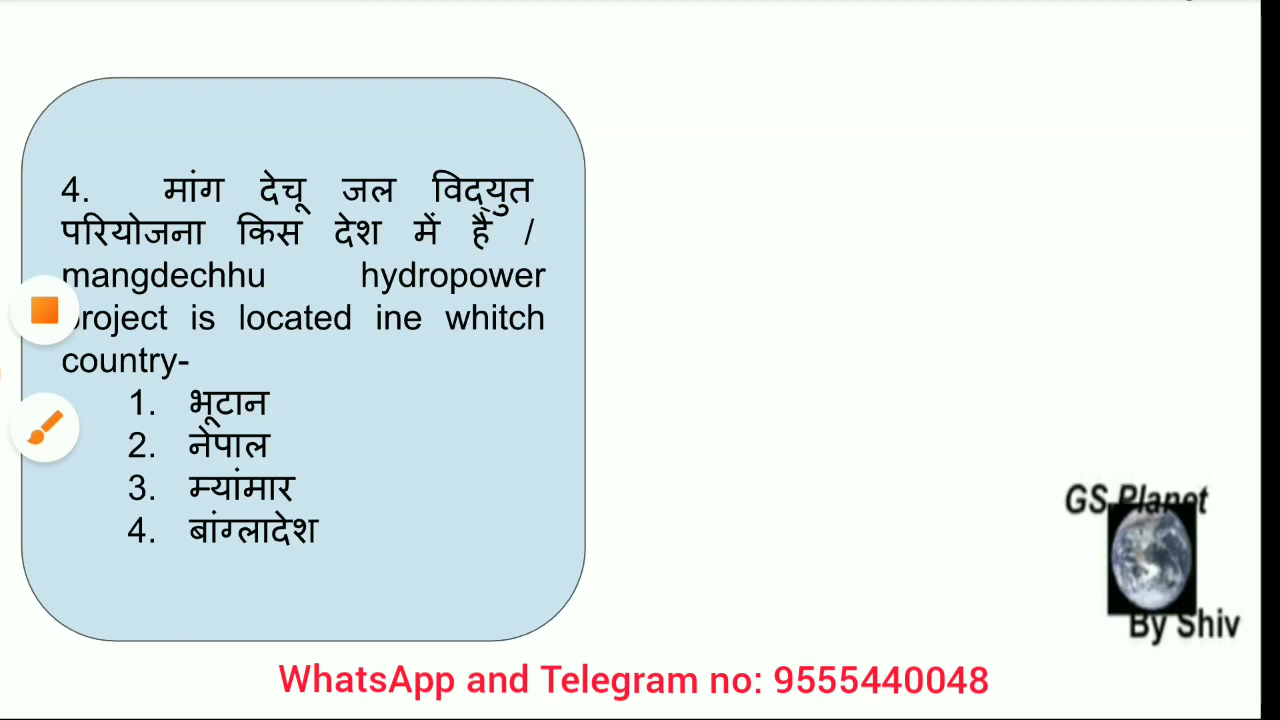 4. मांग देचू जल विद्युत
परियोजना किस देश में है /
mangdechhu hydropower
project is located ine whitch
country-
1. भूटान
2. नेपाल
3. म्यांमार
4. बांग्लादेश
GS Planet
By Shiv
WhatsApp and Telegram no: 9555440048